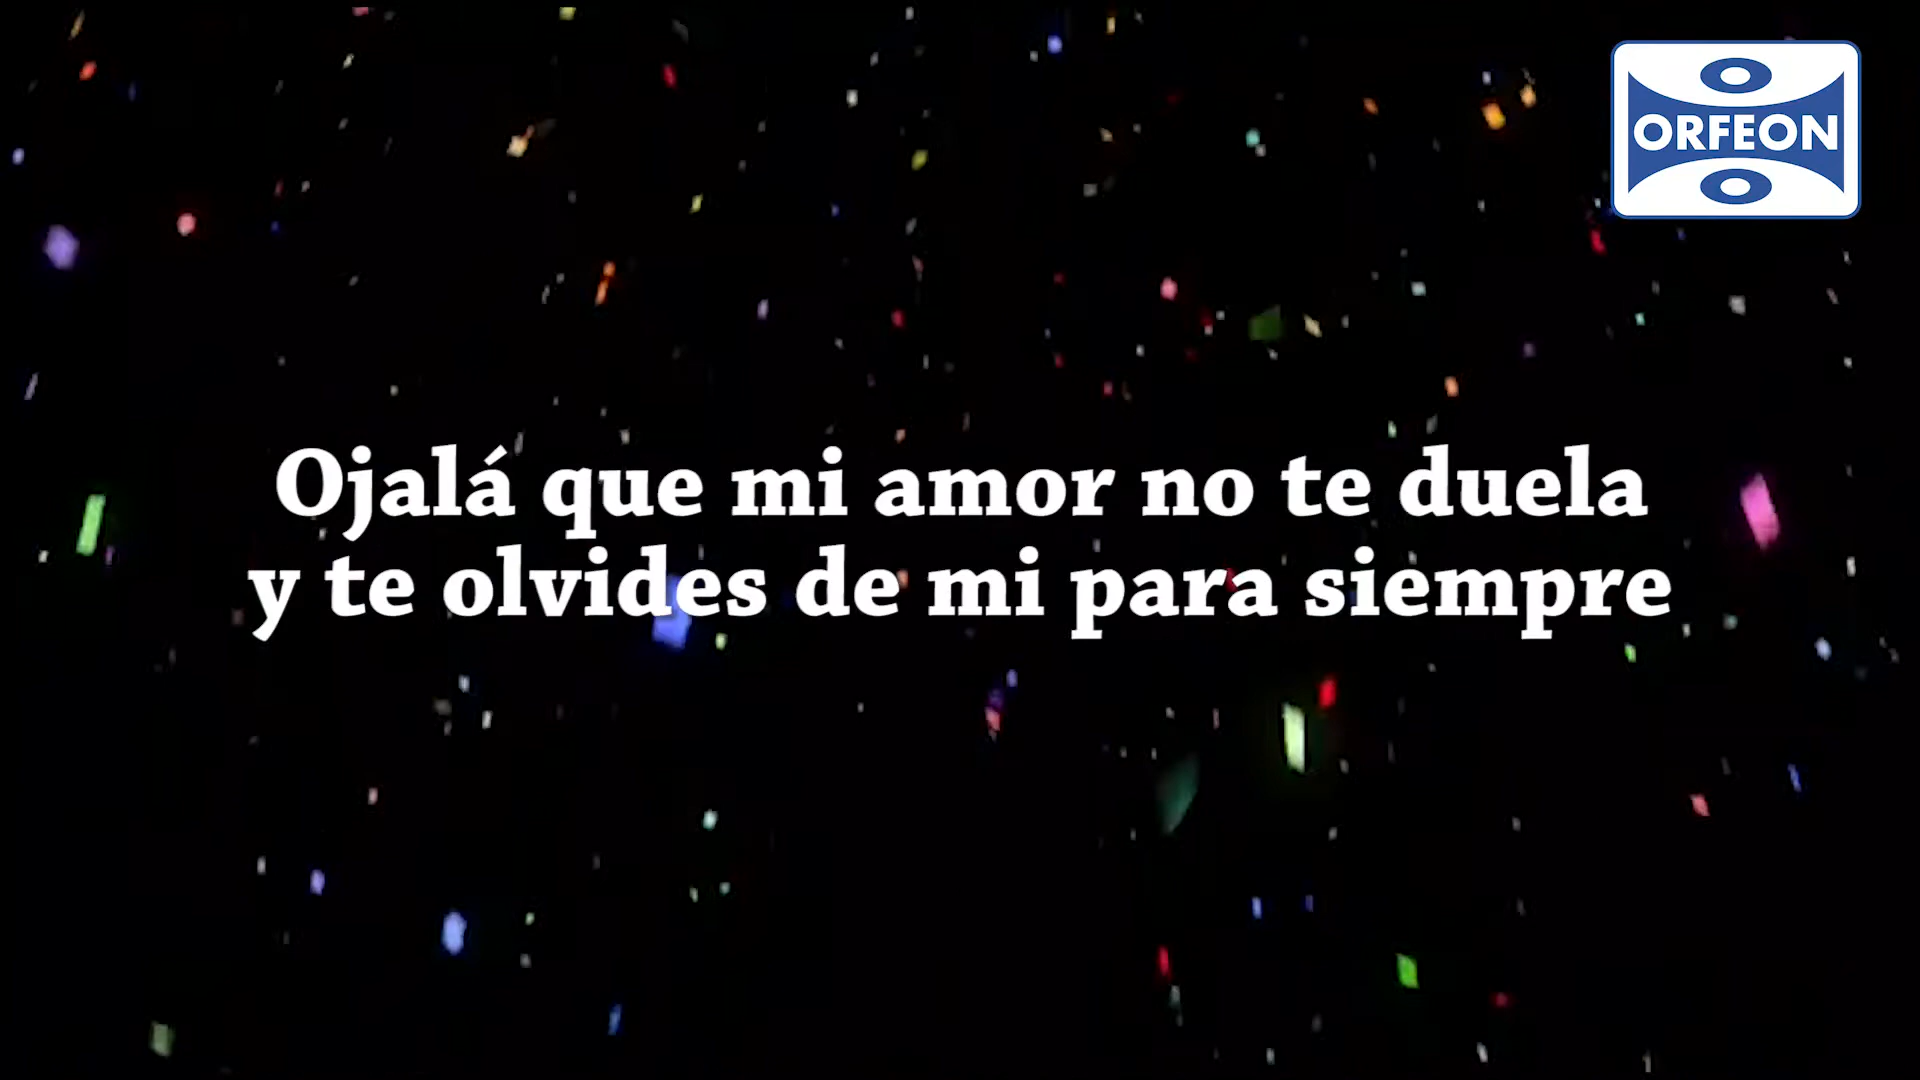 ORFEON
Ojalá que mi amor no te duela
y te olvides de mi para siempre